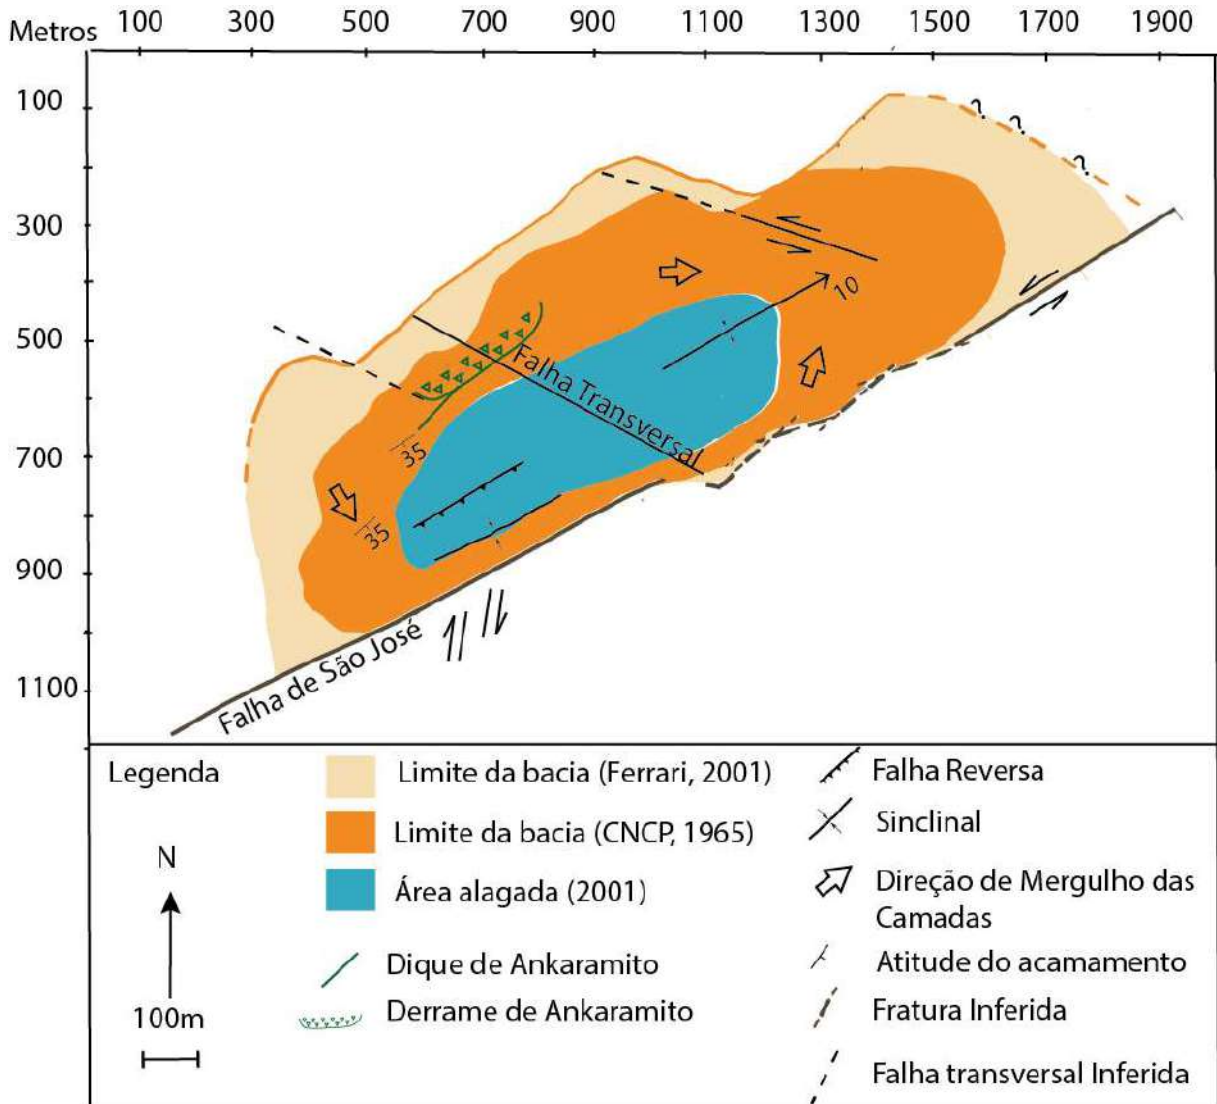 Metros 100 300 500 700 900 1100 1300 1500 1700 1900
100
300
500
700
900
1100
?
?
?
10
Falha Transversal
35
35
Falha de São José
Legenda
N
100m
Limite da bacia (Ferrari, 2001)
Limite da bacia (CNCP, 1965)
Área alagada (2001)
Dique de Ankaramito
Derrame de Ankaramito
Falha Reversa
Sinclinal
Direção de Mergulho das
Camadas
Atitude do acamamento
Fratura Inferida
Falha transversal Inferida